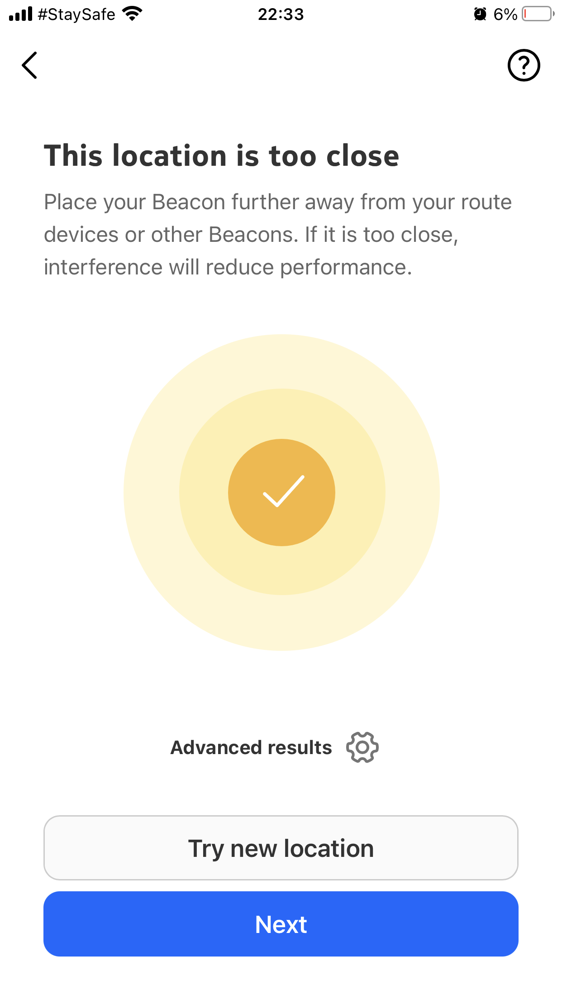 #StaySafe 22:33 6%
This location is too close
Place your Beacon further away from your route
devices or other Beacons. If it is too close,
interference will reduce performance.
Advanced results
Try new location
Next